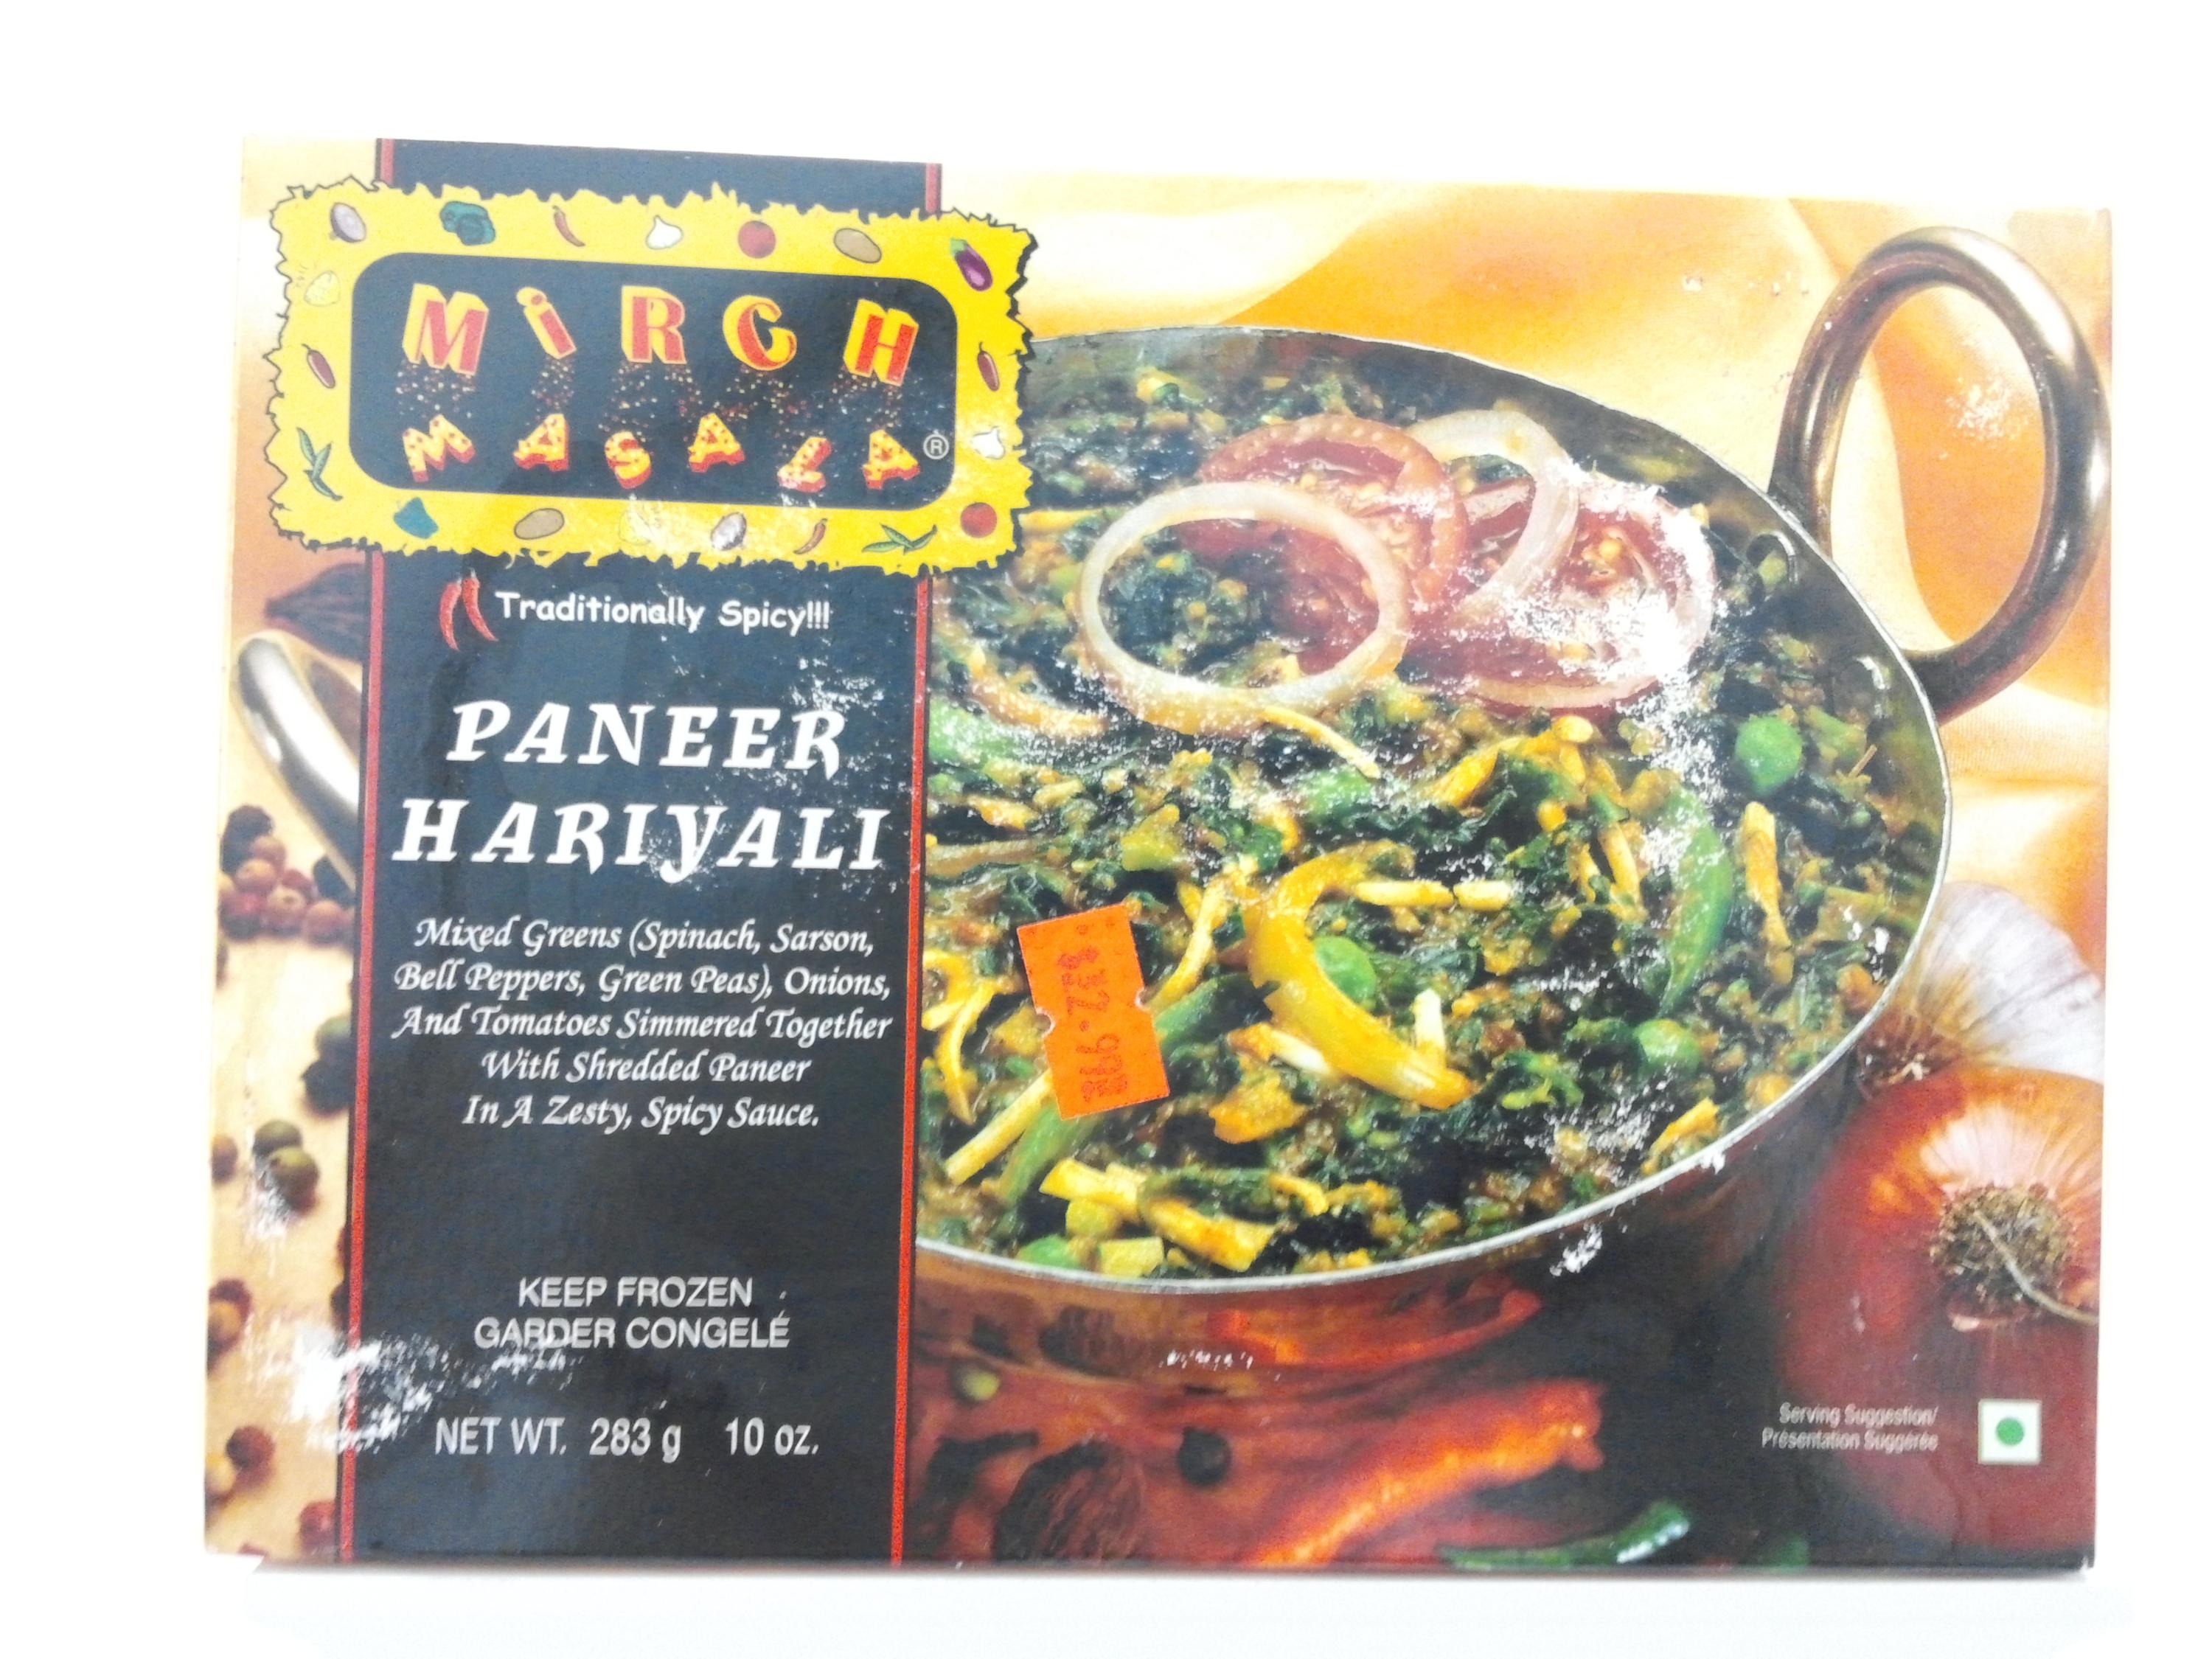 MiRCH
MASALA®
Traditionally Spicy!!!
PANEER
HARIYALI
Mixed Greens (Spinach, Sarson,
Bell Peppers, Green Peas), Onions,
And Tomatoes Simmered Together
With Shredded Paneer
In A Zesty, Spicy Sauce.
KEEP FROZEN
GARDER CONGELÉ
NET WT. 283 g 10 oz.
Serving Suggestion/
Présentation Suggérée